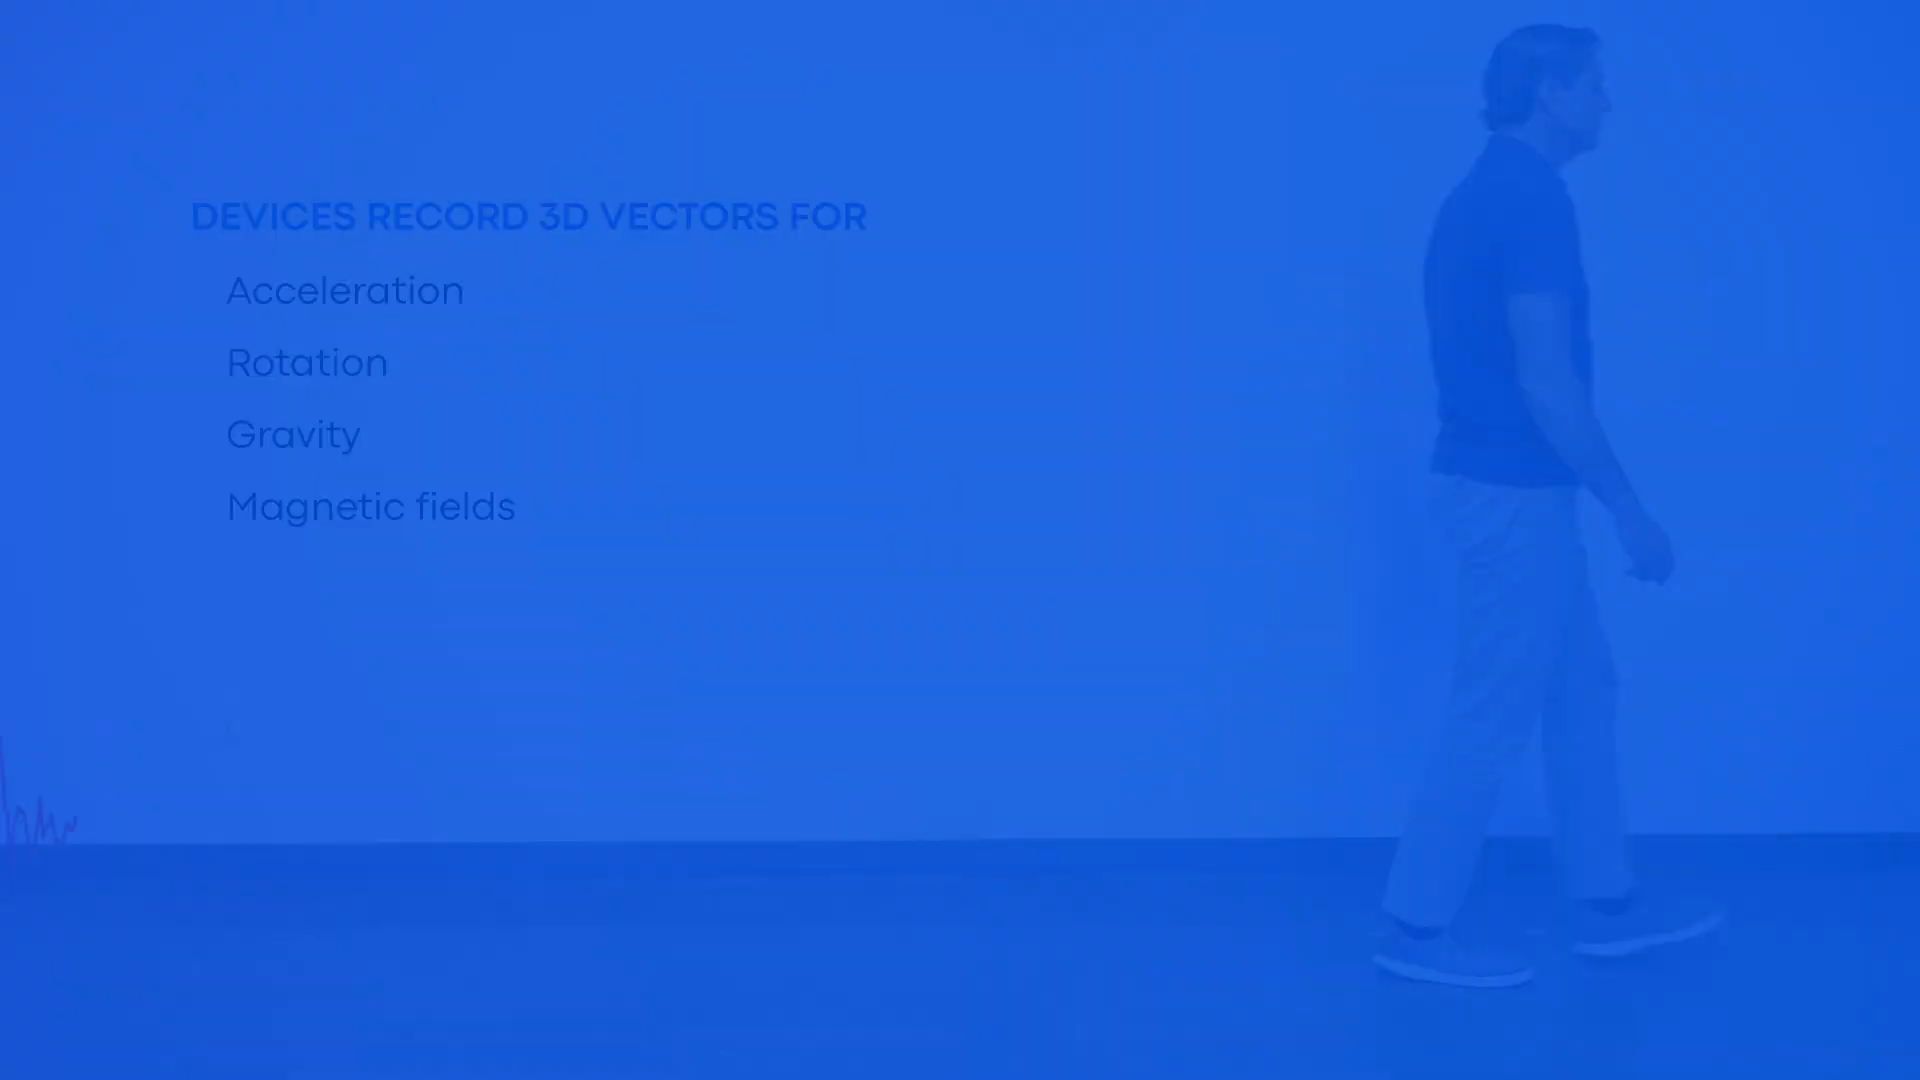 DEVICES RECORD 3D VECTORS FOR
Acceleration
Rotation
Gravity
Magnetic fields